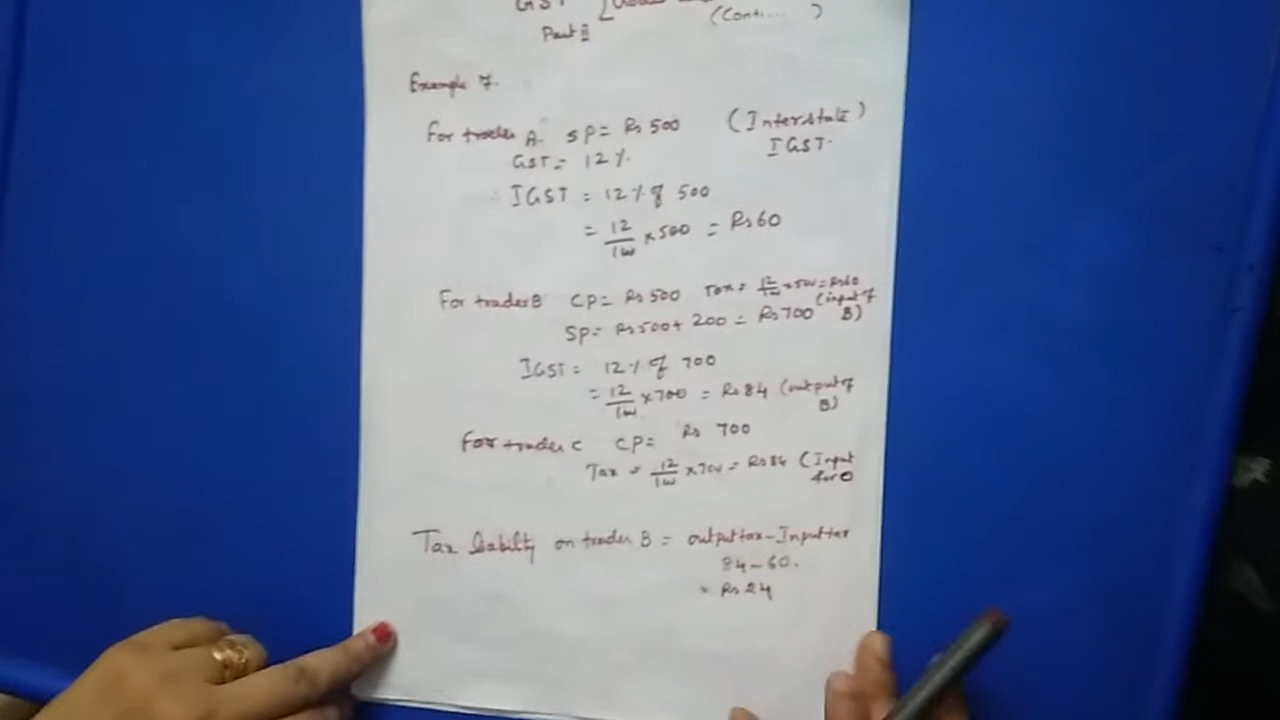 GST
(Conti... )
Part ii
Example 7.
For trader A. SP = Rs 500 (Interstate)
GST = 12% IGST.
∴ IGST = 12% of 500
= 12/100 × 500 = Rs 60
For trader B CP = Rs 500 Tax = 12/100 × 500 = Rs 60
(input of
SP = Rs 500 + 200 = Rs 700 B)
IGST = 12% of 700
= 12/100 × 700 = Rs 84 (output of
B)
For trader C CP = Rs 700
Tax = 12/100 × 700 = Rs 84 (Input
for C
Tax liability on trader B = output tax - Input tax
84 - 60.
= Rs 24